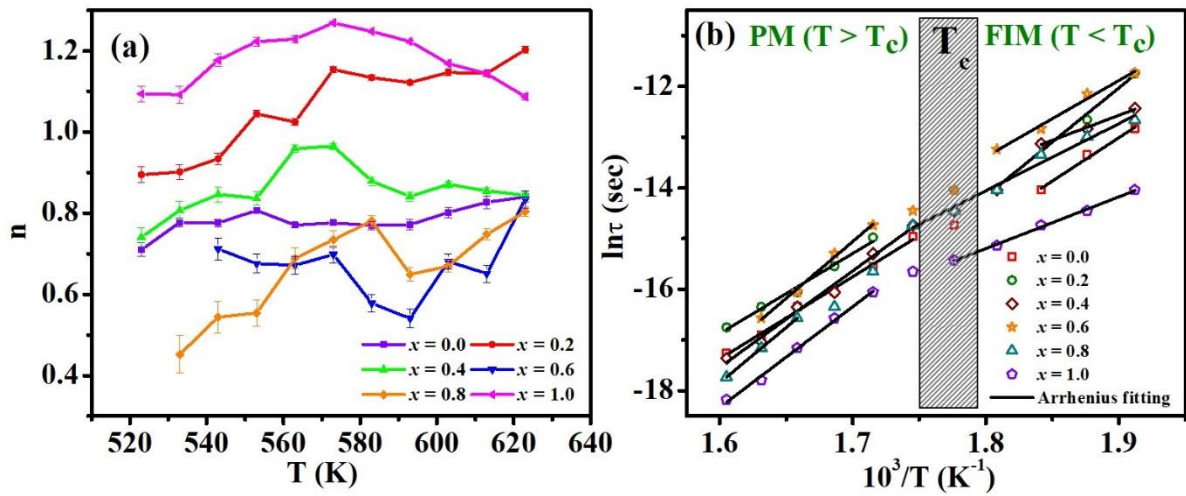 (a)
n
1.2
1.0
0.8
0.6
0.4
520 540 560 580 600 620 640
T (K)
x = 0.0 x = 0.2
x = 0.4 x = 0.6
x = 0.8 x = 1.0
(b) PM (T > Tc) Tc FIM (T < Tc)
lnτ (sec)
-12
-14
-16
-18
1.6 1.7 1.8 1.9
10³/T (K⁻¹)
x = 0.0
x = 0.2
x = 0.4
x = 0.6
x = 0.8
x = 1.0
Arrhenius fitting